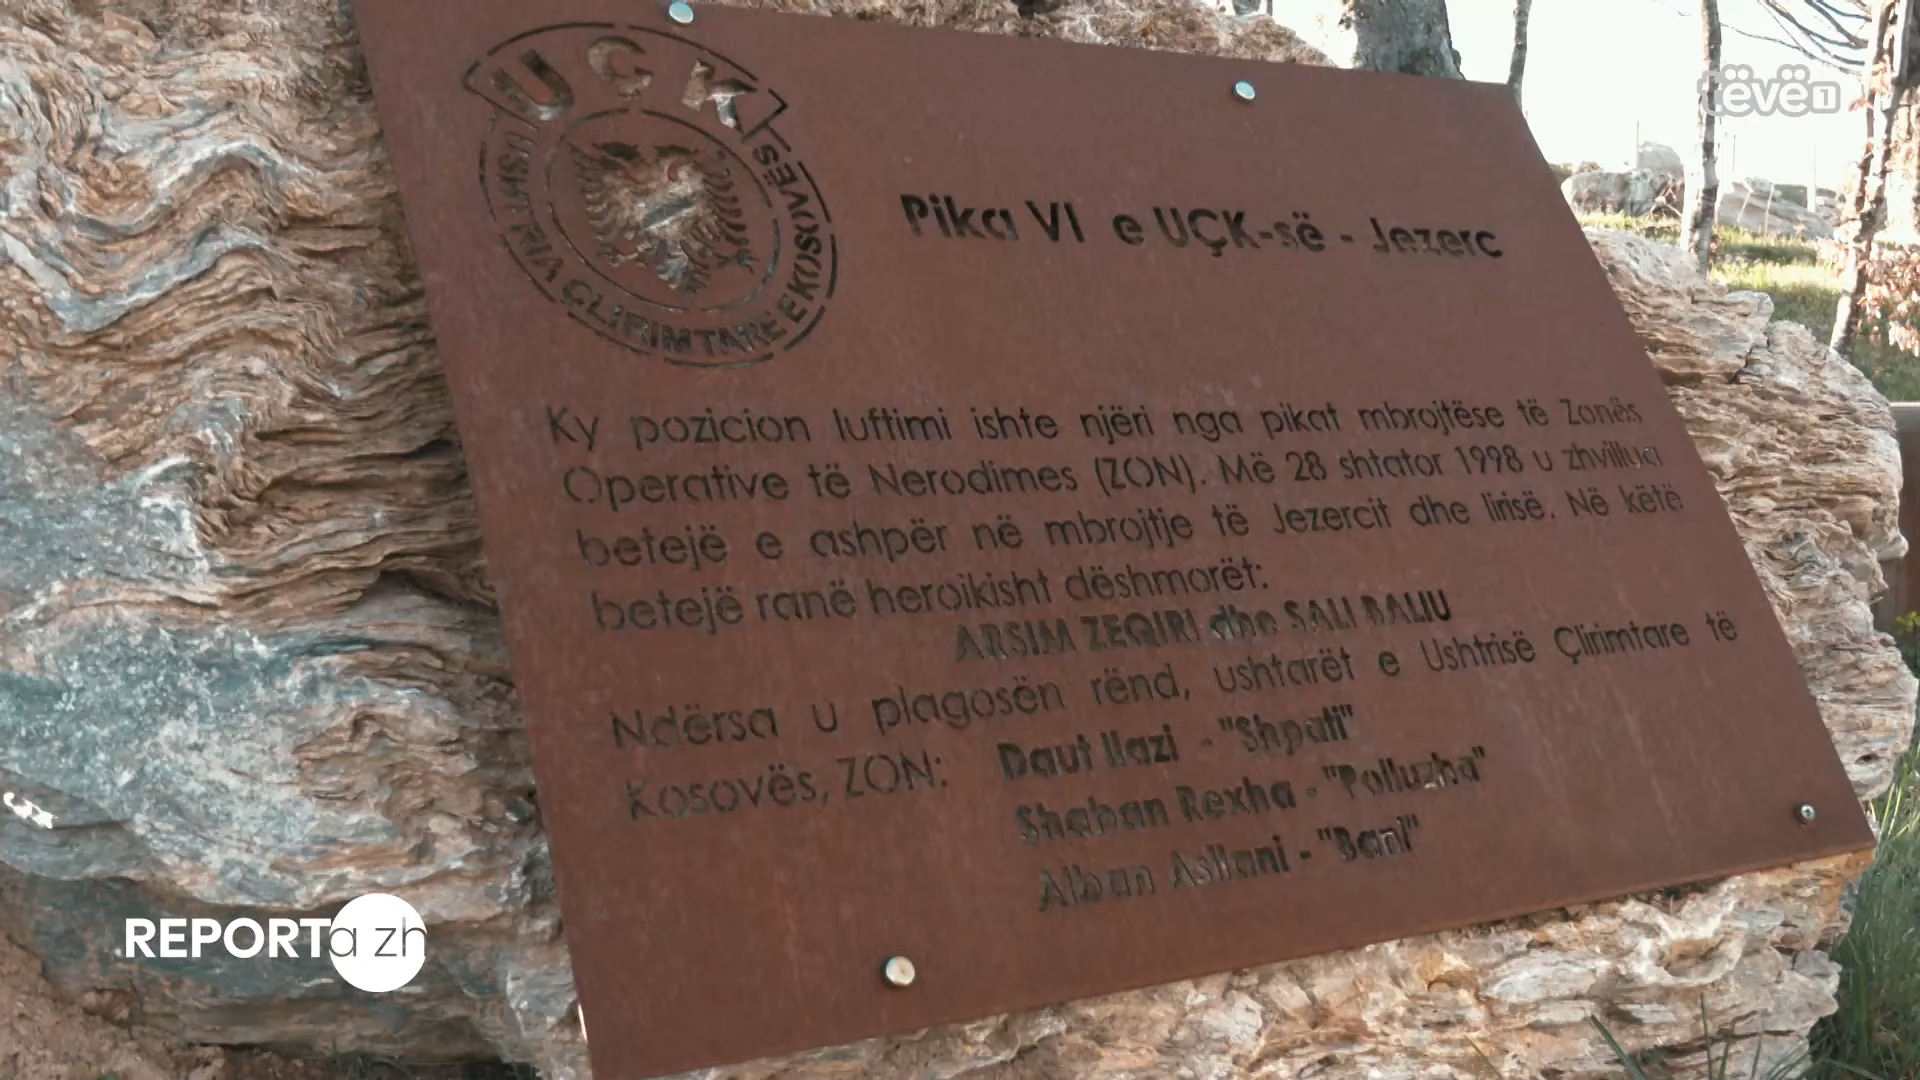 tëvë1
UÇK
USHTRIA ÇLIRIMTARE E KOSOVËS
Pika VI e UÇK-së - Jezerc
Ky pozicion luftimi ishte njëri nga pikat mbrojtëse të Zonës
Operative të Nerodimes (ZON). Më 28 shtator 1998 u zhvillua
betejë e ashpër në mbrojtje të Jezercit dhe lirisë. Në këtë
betejë ranë heroikisht dëshmorët:
ARSIM ZEQIRI dhe SALI BALIU
Ndërsa u plagosën rënd, ushtarët e Ushtrisë Çlirimtare të
Kosovës, ZON: Daut Ilazi - "Shpati"
Shaban Rexha - "Polluzha"
Alban Asllani - "Bani"
REPORTazh